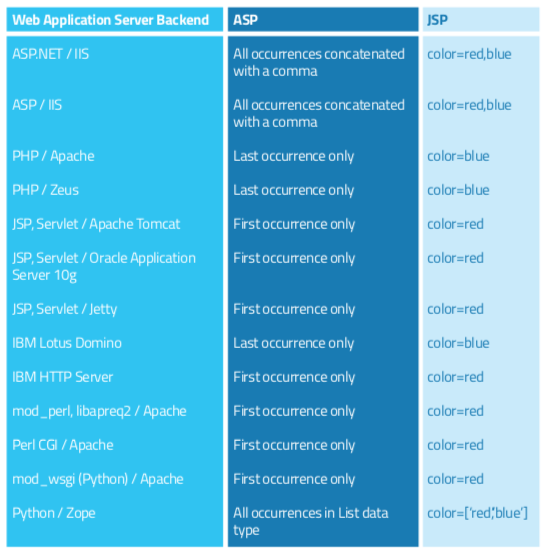 Web Application Server Backend ASP JSP
ASP.NET / IIS All occurrences concatenated color=red,blue
with a comma
ASP / IIS All occurrences concatenated color=red,blue
with a comma
PHP / Apache Last occurrence only color=blue
PHP / Zeus Last occurrence only color=blue
JSP, Servlet / Apache Tomcat First occurrence only color=red
JSP, Servlet / Oracle Application First occurrence only color=red
Server 10g
JSP, Servlet / Jetty First occurrence only color=red
IBM Lotus Domino Last occurrence only color=blue
IBM HTTP Server First occurrence only color=red
mod_perl, libapreq2 / Apache First occurrence only color=red
Perl CGI / Apache First occurrence only color=red
mod_wsgi (Python) / Apache First occurrence only color=red
Python / Zope All occurrences in List data color=['red','blue']
type